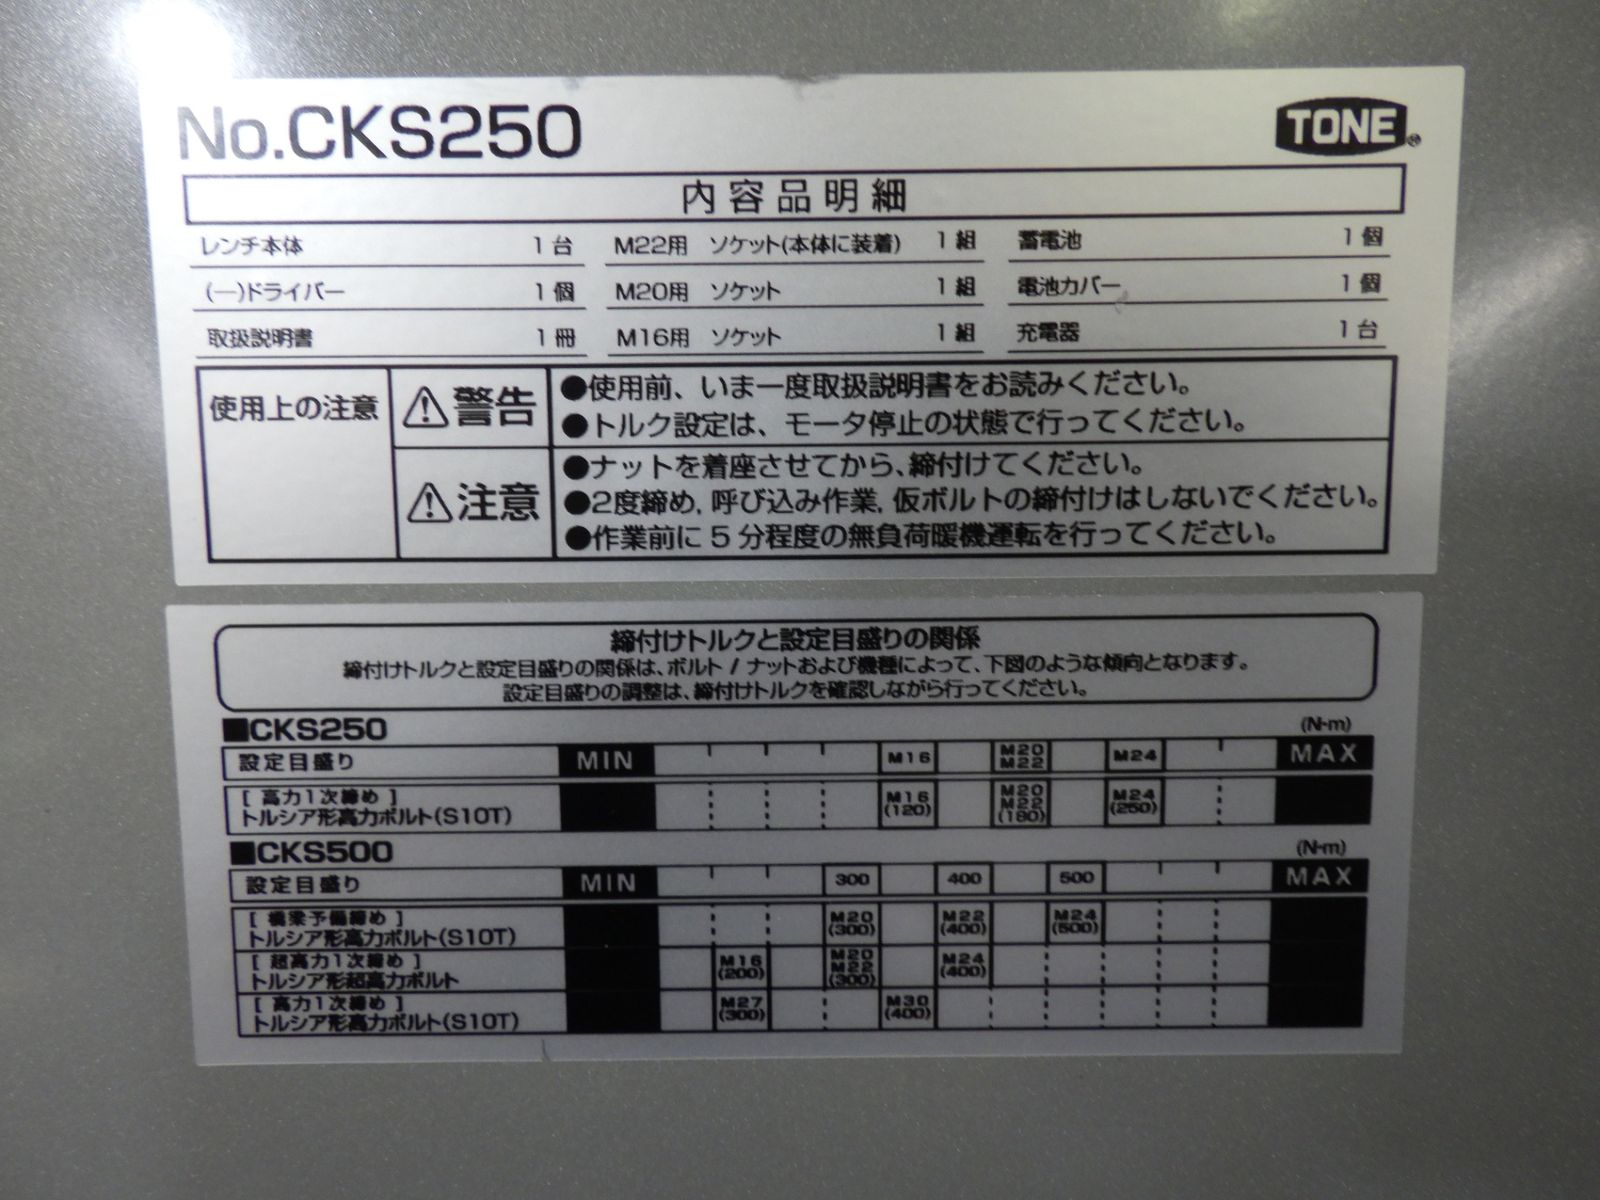 No.CKS250
TONE
内容品明細
レンチ本体 1台 M22用 ソケット(本体に装着) 1組 蓄電池 1個
(一)ドライバー 1個 M20用 ソケット 1組 電池カバー 1個
取扱説明書 1冊 M16用 ソケット 1組 充電器 1台
使用上の注意
警告
●使用前、いま一度取扱説明書をお読みください。
●トルク設定は、モータ停止の状態で行ってください。
注意
●ナットを着座させてから、締付けてください。
●2度締め,呼び込み作業,仮ボルトの締付けはしないでください。
●作業前に5分程度の無負荷暖機運転を行ってください。
締付けトルクと設定目盛りの関係
締付けトルクと設定目盛りの関係は、ボルト / ナットおよび機種によって、下図のような傾向となります。
設定目盛りの調整は、締付けトルクを確認しながら行ってください。
■CKS250 (N·m)
設定目盛り MIN M16 M20 M22 M24 MAX
[ 高力1次締め ]
トルシア形高力ボルト(S10T)
M16 (120) M20 M22 (180) M24 (250)
■CKS500 (N·m)
設定目盛り MIN 300 400 500 MAX
[ 橋梁予備締め ]
トルシア形高力ボルト(S10T)
M20 (300) M22 (400) M24 (500)
[ 超高力1次締め ]
トルシア形超高力ボルト
M16 (200) M20 M22 (300) M24 (400)
[ 高力1次締め ]
トルシア形高力ボルト(S10T)
M27 (300) M30 (400)